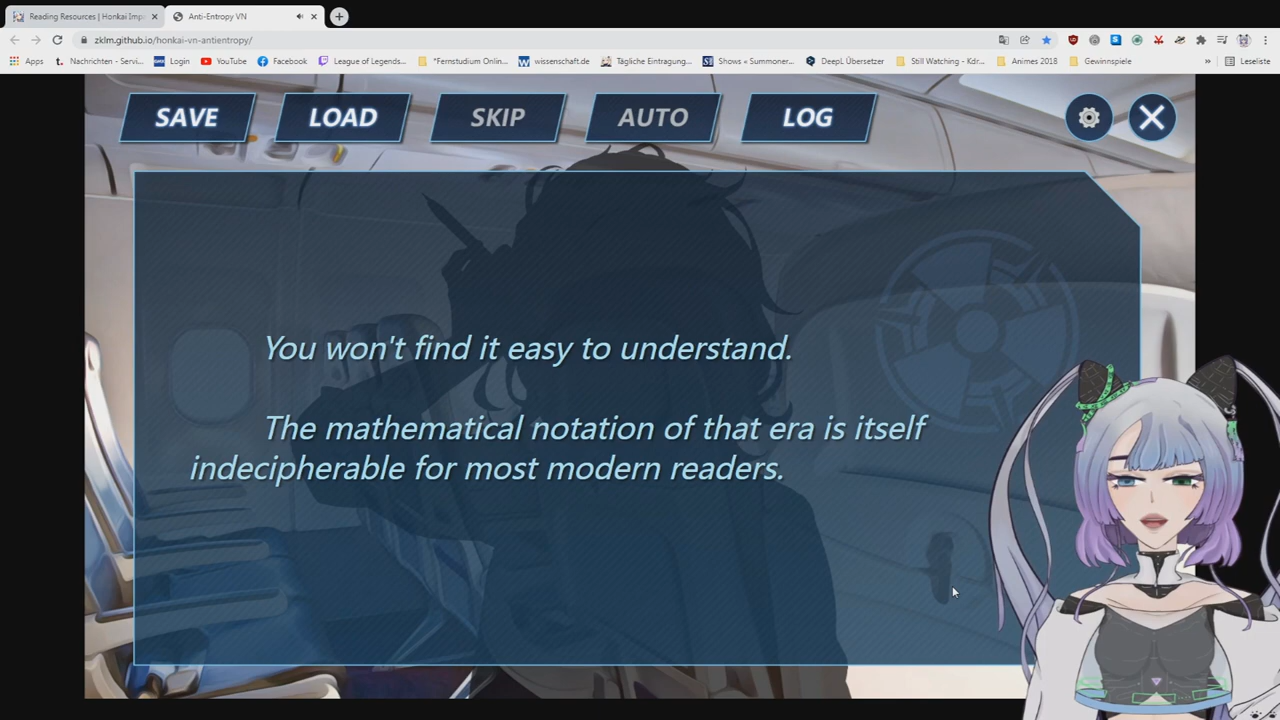 Reading Resources | Honkai Imp
Anti-Entropy VN
zklm.github.io/honkai-vn-antientropy/
Apps
Nachrichten - Servi...
Login
YouTube
Facebook
League of Legends...
*Fernstudium Onlin...
wissenschaft.de
Tägliche Eintragung...
Shows « Summoner...
DeepL Übersetzer
Still Watching - Kdr...
Animes 2018
Gewinnspiele
»
Leseliste
SAVE
LOAD
SKIP
AUTO
LOG
You won't find it easy to understand.
The mathematical notation of that era is itself
indecipherable for most modern readers.